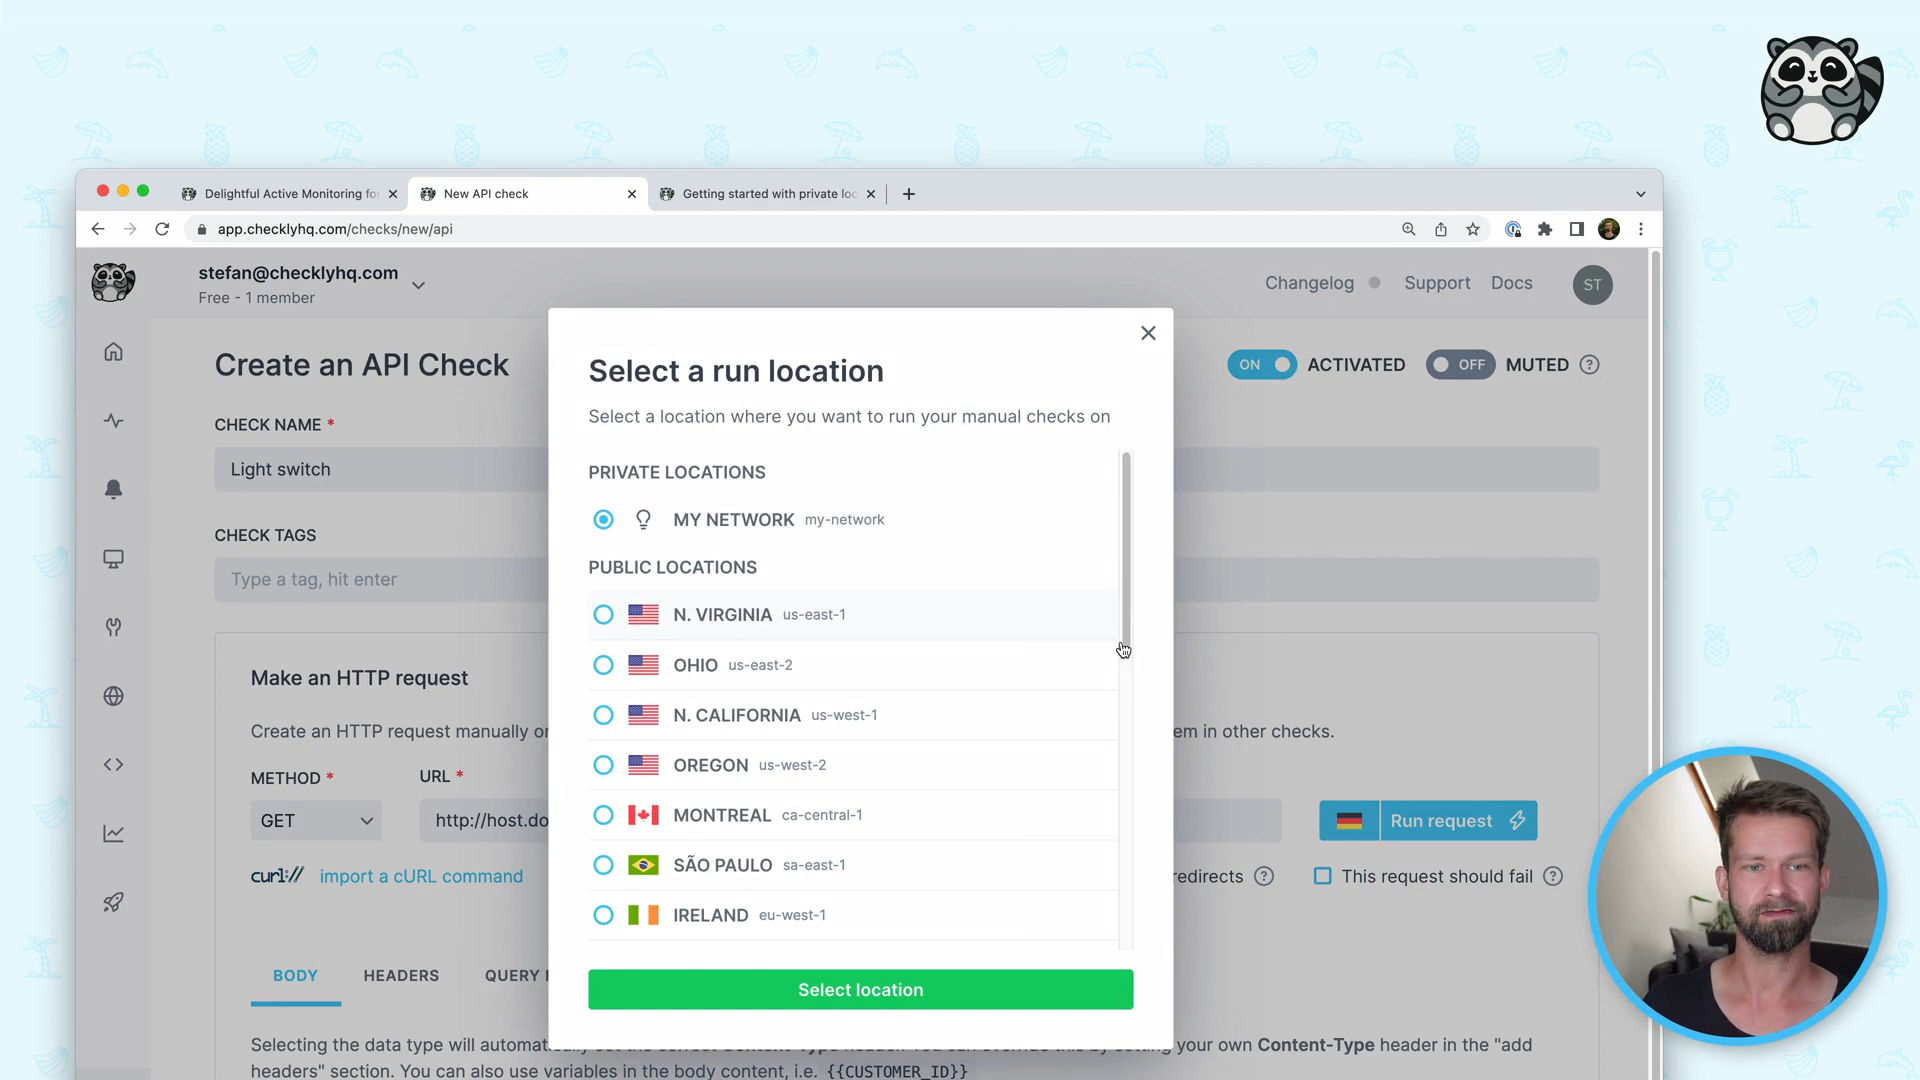 Delightful Active Monitoring fo
New API check
Getting started with private loc
app.checklyhq.com/checks/new/api
stefan@checklyhq.com
Free - 1 member
Changelog
Support
Docs
ST
Create an API Check
ON
ACTIVATED
OFF
MUTED
?
CHECK NAME *
Light switch
CHECK TAGS
Type a tag, hit enter
Make an HTTP request
Create an HTTP request manually o
em in other checks.
METHOD *
URL *
GET
http://host.do
Run request
curl://
import a cURL command
redirects
?
This request should fail
?
BODY
HEADERS
QUERY
Selecting the data type will automati
your own Content-Type header in the "add
headers" section. You can also use variables in the body content, i.e. {{CUSTOMER_ID}}
Select a run location
Select a location where you want to run your manual checks on
PRIVATE LOCATIONS
MY NETWORK my-network
PUBLIC LOCATIONS
N. VIRGINIA us-east-1
OHIO us-east-2
N. CALIFORNIA us-west-1
OREGON us-west-2
MONTREAL ca-central-1
SÃO PAULO sa-east-1
IRELAND eu-west-1
Select location